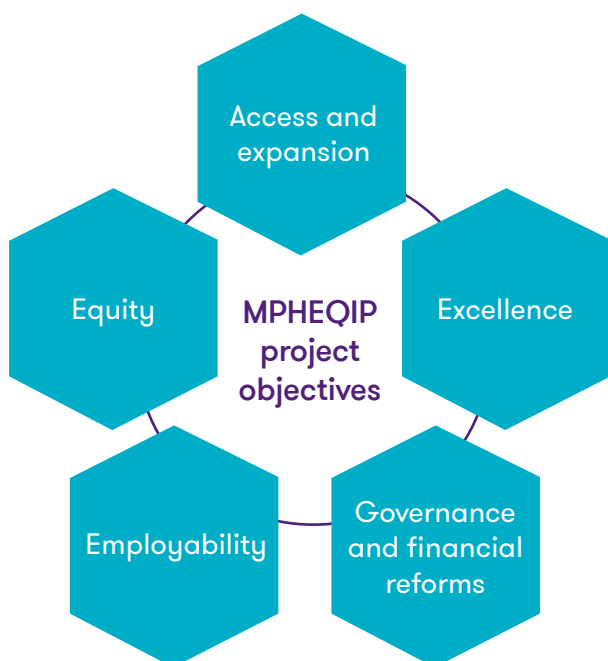 Access and
expansion
Equity
MPHEQIP
project
objectives
Excellence
Employability
Governance
and financial
reforms